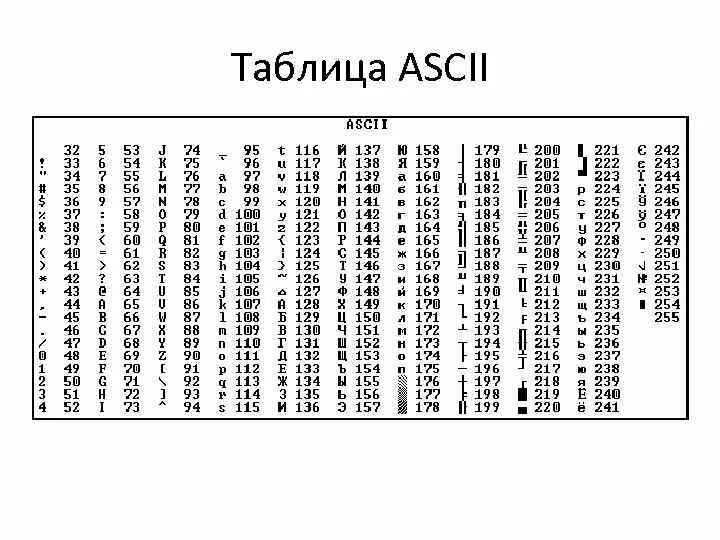 Таблица ASCII
ASCII
32 5 53 J 74 _ 95 t 116 Й 137 Ю 158 │ 179 ╚ 200 ▌ 221 Є 242
! 33 6 54 K 75 ` 96 u 117 К 138 Я 159 ┤ 180 ╔ 201 ▐ 222 є 243
" 34 7 55 L 76 a 97 v 118 Л 139 а 160 ╡ 181 ╩ 202 ▀ 223 Ї 244
# 35 8 56 M 77 b 98 w 119 М 140 б 161 ╢ 182 ╦ 203 р 224 ї 245
$ 36 9 57 N 78 c 99 x 120 Н 141 в 162 ╖ 183 ╠ 204 с 225 Ў 246
% 37 : 58 O 79 d 100 y 121 О 142 г 163 ╕ 184 ═ 205 т 226 ў 247
& 38 ; 59 P 80 e 101 z 122 П 143 д 164 ╣ 185 ╬ 206 у 227 ° 248
' 39 < 60 Q 81 f 102 { 123 Р 144 е 165 ║ 186 ╧ 207 ф 228 ∙ 249
( 40 = 61 R 82 g 103 | 124 С 145 ж 166 ╗ 187 ╨ 208 х 229 · 250
) 41 > 62 S 83 h 104 } 125 Т 146 з 167 ╝ 188 ╤ 209 ц 230 √ 251
* 42 ? 63 T 84 i 105 ~ 126 У 147 и 168 ╜ 189 ╥ 210 ч 231 № 252
+ 43 @ 64 U 85 j 106 ⌂ 127 Ф 148 й 169 ╛ 190 ╙ 211 ш 232 ¤ 253
, 44 A 65 V 86 k 107 А 128 Х 149 к 170 ┐ 191 ╘ 212 щ 233 ■ 254
- 45 B 66 W 87 l 108 Б 129 Ц 150 л 171 └ 192 ╒ 213 ъ 234 255
. 46 C 67 X 88 m 109 В 130 Ч 151 м 172 ┴ 193 ╓ 214 ы 235
/ 47 D 68 Y 89 n 110 Г 131 Ш 152 н 173 ┬ 194 ╫ 215 ь 236
0 48 E 69 Z 90 o 111 Д 132 Щ 153 о 174 ├ 195 ╪ 216 э 237
1 49 F 70 [ 91 p 112 Е 133 Ъ 154 п 175 ─ 196 ┘ 217 ю 238
2 50 G 71 \ 92 q 113 Ж 134 Ы 155 ░ 176 ┼ 197 ┌ 218 я 239
3 51 H 72 ] 93 r 114 З 135 Ь 156 ▒ 177 ╞ 198 █ 219 Ё 240
4 52 I 73 ^ 94 s 115 И 136 Э 157 ▓ 178 ╟ 199 ▄ 220 ё 241